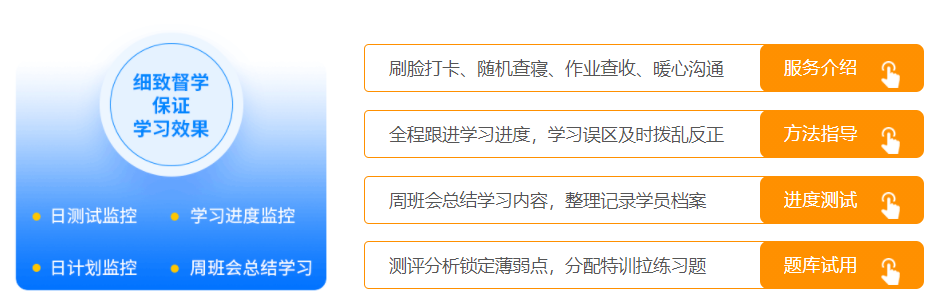 细致督学
保证
学习效果
日测试监控
学习进度监控
日计划监控
周班会总结学习
刷脸打卡、随机查寝、作业查收、暖心沟通
服务介绍
全程跟进学习进度，学习误区及时拨乱反正
方法指导
周班会总结学习内容，整理记录学员档案
进度测试
测评分析锁定薄弱点，分配特训拉练习题
题库试用